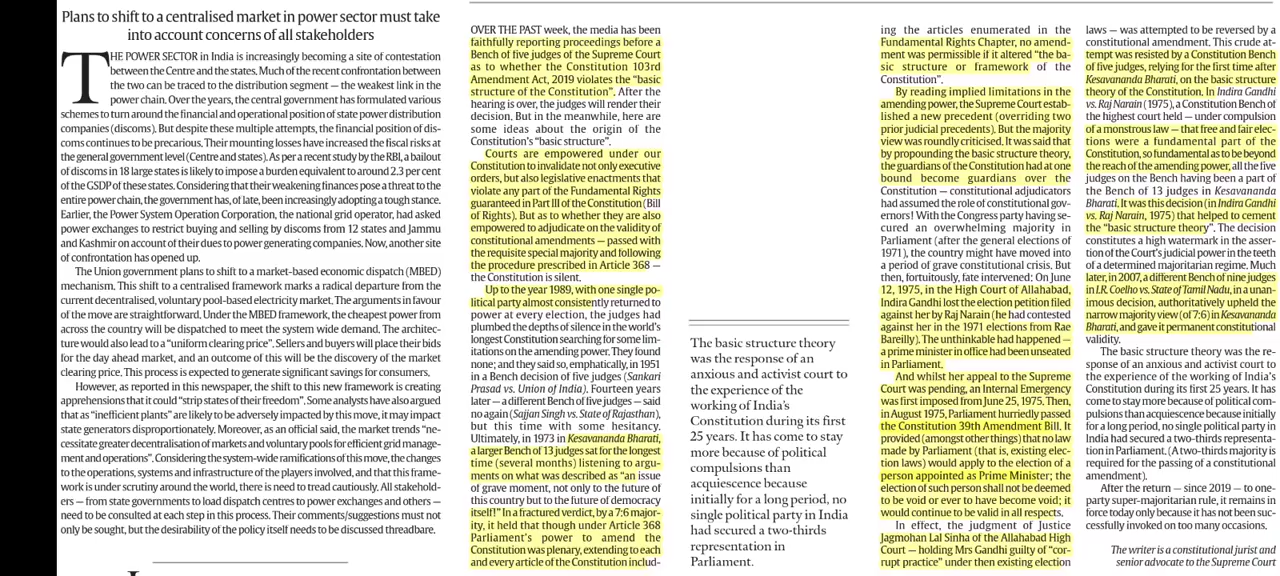 Plans to shift to a centralised market in power sector must take
into account concerns of all stakeholders
THE POWER SECTOR in India is increasingly becoming a site of contestation
between the Centre and the states. Much of the recent confrontation between
the two can be traced to the distribution segment — the weakest link in the
power chain. Over the years, the central government has formulated various
schemes to turn around the financial and operational position of state power distribution
companies (discoms). But despite these multiple attempts, the financial position of dis-
coms continues to be precarious. Their mounting losses have increased the fiscal risks at
the general government level (Centre and states). As per a recent study by the RBI, a bailout
of discoms in 18 large states is likely to impose a burden equivalent to around 2.3 per cent
of the GSDP of these states. Considering that their weakening finances pose a threat to the
entire power chain, the government has, of late, been increasingly adopting a tough stance.
Earlier, the Power System Operation Corporation, the national grid operator, had asked
power exchanges to restrict buying and selling by discoms from 12 states and Jammu
and Kashmir on account of their dues to power generating companies. Now, another site
of confrontation has opened up.
The Union government plans to shift to a market-based economic dispatch (MBED)
mechanism. This shift to a centralised framework marks a radical departure from the
current decentralised, voluntary pool-based electricity market. The arguments in favour
of the move are straightforward. Under the MBED framework, the cheapest power from
across the country will be dispatched to meet the system wide demand. The architec-
ture would also lead to a "uniform clearing price". Sellers and buyers will place their bids
for the day ahead market, and an outcome of this will be the discovery of the market
clearing price. This process is expected to generate significant savings for consumers.
However, as reported in this newspaper, the shift to this new framework is creating
apprehensions that it could "strip states of their freedom". Some analysts have also argued
that as "inefficient plants" are likely to be adversely impacted by this move, it may impact
state generators disproportionately. Moreover, as an official said, the market trends "ne-
cessitate greater decentralisation of markets and voluntary pools for efficient grid manage-
ment and operations". Considering the system-wide ramifications of this move, the changes
to the operations, systems and infrastructure of the players involved, and that this frame-
work is under scrutiny around the world, there is need to tread cautiously. All stakehold-
ers — from state governments to load dispatch centres to power exchanges and others —
need to be consulted at each step in this process. Their comments/suggestions must not
only be sought, but the desirability of the policy itself needs to be discussed threadbare.
OVER THE PAST week, the media has been
faithfully reporting proceedings before a
Bench of five judges of the Supreme Court
as to whether the Constitution 103rd
Amendment Act, 2019 violates the "basic
structure of the Constitution". After the
hearing is over, the judges will render their
decision. But in the meanwhile, here are
some ideas about the origin of the
Constitution's "basic structure".
Courts are empowered under our
Constitution to invalidate not only executive
orders, but also legislative enactments that
violate any part of the Fundamental Rights
guaranteed in Part III of the Constitution (Bill
of Rights). But as to whether they are also
empowered to adjudicate on the validity of
constitutional amendments — passed with
the requisite special majority and following
the procedure prescribed in Article 368 —
the Constitution is silent.
Up to the year 1989, with one single po-
litical party almost consistently returned to
power at every election, the judges had
plumbed the depths of silence in the world's
longest Constitution searching for some lim-
itations on the amending power. They found
none; and they said so, emphatically, in 1951
in a Bench decision of five judges (Sankari
Prasad vs. Union of India). Fourteen years
later — a different Bench of five judges — said
no again (Sajjan Singh vs. State of Rajasthan),
but this time with some hesitancy.
Ultimately, in 1973 in Kesavananda Bharati,
a larger Bench of 13 judges sat for the longest
time (several months) listening to argu-
ments on what was described as "an issue
of grave moment, not only to the future of
this country but to the future of democracy
itself!" In a fractured verdict, by a 7:6 major-
ity, it held that though under Article 368
Parliament's power to amend the
Constitution was plenary, extending to each
and every article of the Constitution includ-
The basic structure theory
was the response of an
anxious and activist court to
the experience of the
working of India's
Constitution during its first
25 years. It has come to stay
more because of political
compulsions than
acquiescence because
initially for a long period, no
single political party in India
had secured a two-thirds
representation in
Parliament.
ing the articles enumerated in the
Fundamental Rights Chapter, no amend-
ment was permissible if it altered "the ba-
sic structure or framework of the
Constitution".
By reading implied limitations in the
amending power, the Supreme Court estab-
lished a new precedent (overriding two
prior judicial precedents). But the majority
view was roundly criticised. It was said that
by propounding the basic structure theory,
the guardians of the Constitution had at one
bound become guardians over the
Constitution — constitutional adjudicators
had assumed the role of constitutional gov-
ernors! With the Congress party having se-
cured an overwhelming majority in
Parliament (after the general elections of
1971), the country might have moved into
a period of grave constitutional crisis. But
then, fortuitously, fate intervened: On June
12, 1975, in the High Court of Allahabad,
Indira Gandhi lost the election petition filed
against her by Raj Narain (he had contested
against her in the 1971 elections from Rae
Bareilly). The unthinkable had happened —
a prime minister in office had been unseated
in Parliament.
And whilst her appeal to the Supreme
Court was pending, an Internal Emergency
was first imposed from June 25, 1975. Then,
in August 1975, Parliament hurriedly passed
the Constitution 39th Amendment Bill. It
provided (amongst other things) that no law
made by Parliament (that is, existing elec-
tion laws) would apply to the election of a
person appointed as Prime Minister; the
election of such person shall not be deemed
to be void or ever to have become void; it
would continue to be valid in all respects.
In effect, the judgment of Justice
Jagmohan Lal Sinha of the Allahabad High
Court — holding Mrs Gandhi guilty of "cor-
rupt practice" under then existing election
laws — was attempted to be reversed by a
constitutional amendment. This crude at-
tempt was resisted by a Constitution Bench
of five judges, relying for the first time after
Kesavananda Bharati, on the basic structure
theory of the Constitution. In Indira Gandhi
vs. Raj Narain (1975), a Constitution Bench of
the highest court held — under compulsion
of a monstrous law — that free and fair elec-
tions were a fundamental part of the
Constitution, so fundamental as to be beyond
the reach of the amending power, all the five
judges on the Bench having been a part of
the Bench of 13 judges in Kesavananda
Bharati. It was this decision (in Indira Gandhi
vs. Raj Narain, 1975) that helped to cement
the "basic structure theory". The decision
constitutes a high watermark in the asser-
tion of the Court's judicial power in the teeth
of a determined majoritarian regime. Much
later, in 2007, a different Bench of nine judges
in I.R. Coelho vs. State of Tamil Nadu, in a unan-
imous decision, authoritatively upheld the
narrow majority view (of 7:6) in Kesavananda
Bharati, and gave it permanent constitutional
validity.
The basic structure theory was the re-
sponse of an anxious and activist court to
the experience of the working of India's
Constitution during its first 25 years. It has
come to stay more because of political com-
pulsions than acquiescence because initially
for a long period, no single political party in
India had secured a two-thirds representa-
tion in Parliament. (A two-thirds majority is
required for the passing of a constitutional
amendment).
After the return — since 2019 — to one-
party super-majoritarian rule, it remains in
force today only because it has not been suc-
cessfully invoked on too many occasions.
The writer is a constitutional jurist and
senior advocate to the Supreme Court